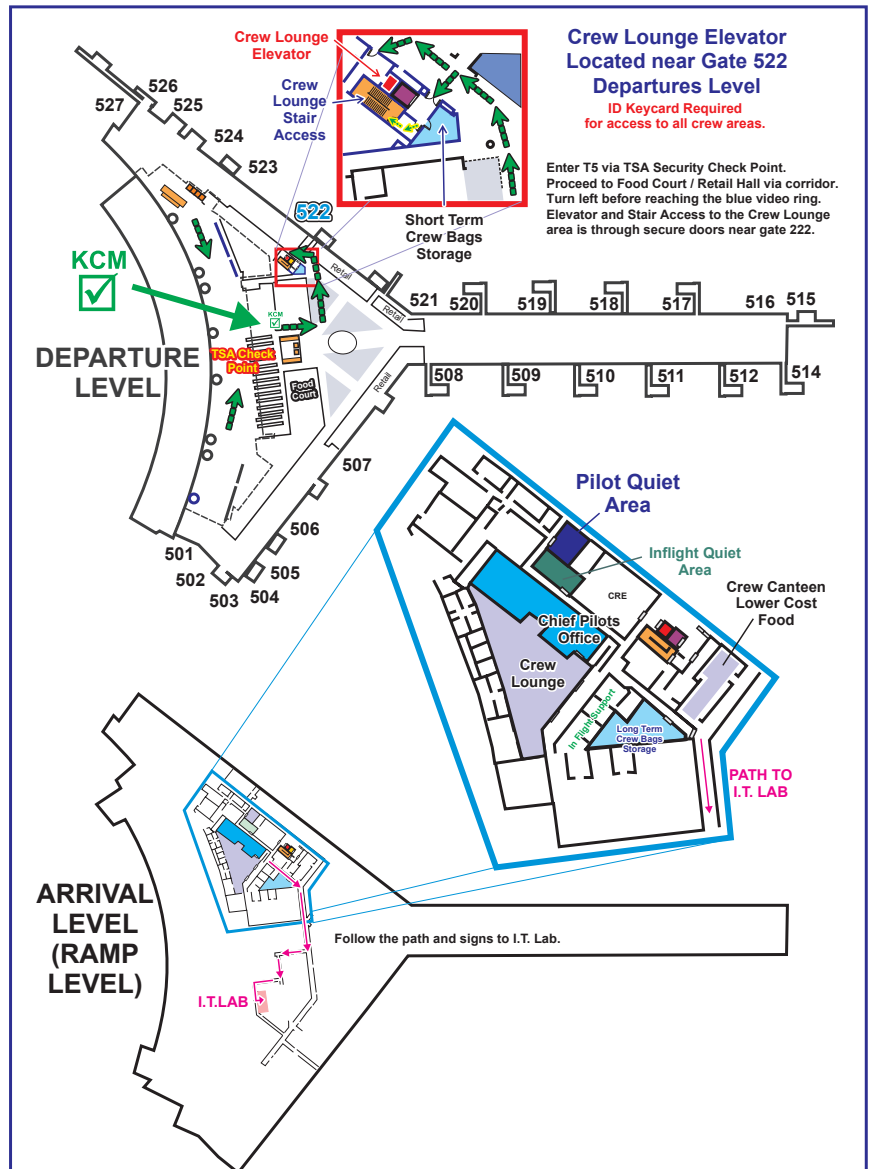 Crew Lounge Elevator
Located near Gate 522
Departures Level
ID Keycard Required
for access to all crew areas.
Enter T5 via TSA Security Check Point.
Proceed to Food Court / Retail Hall via corridor.
Turn left before reaching the blue video ring.
Elevator and Stair Access to the Crew Lounge
area is through secure doors near gate 222.
Crew Lounge
Elevator
Crew
Lounge
Stair
Access
Short Term
Crew Bags
Storage
527
526
525
524
523
522
KCM
KCM
DEPARTURE
LEVEL
TSA Check
Point
Food
Court
Retail
Retail
Retail
521
520
519
518
517
516
515
514
512
511
510
509
508
507
506
505
504
503
502
501
Pilot Quiet
Area
Inflight Quiet
Area
CRE
Crew Canteen
Lower Cost
Food
Chief Pilots
Office
Crew
Lounge
In Flight Support
Long Term
Crew Bags
Storage
PATH TO
I.T. LAB
ARRIVAL
LEVEL
(RAMP
LEVEL)
Follow the path and signs to I.T. Lab.
I.T.LAB